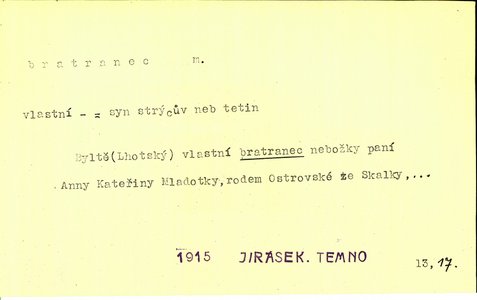 bratranec m.
vlastní - = syn strýcův neb tetin
Byltě(Lhotský) vlastní bratranec nebožky paní
Anny Kateřiny Mladotky,rodem Ostrovské ze Skalky,...
1915 JIRÁSEK. TEMNO
13, 17.